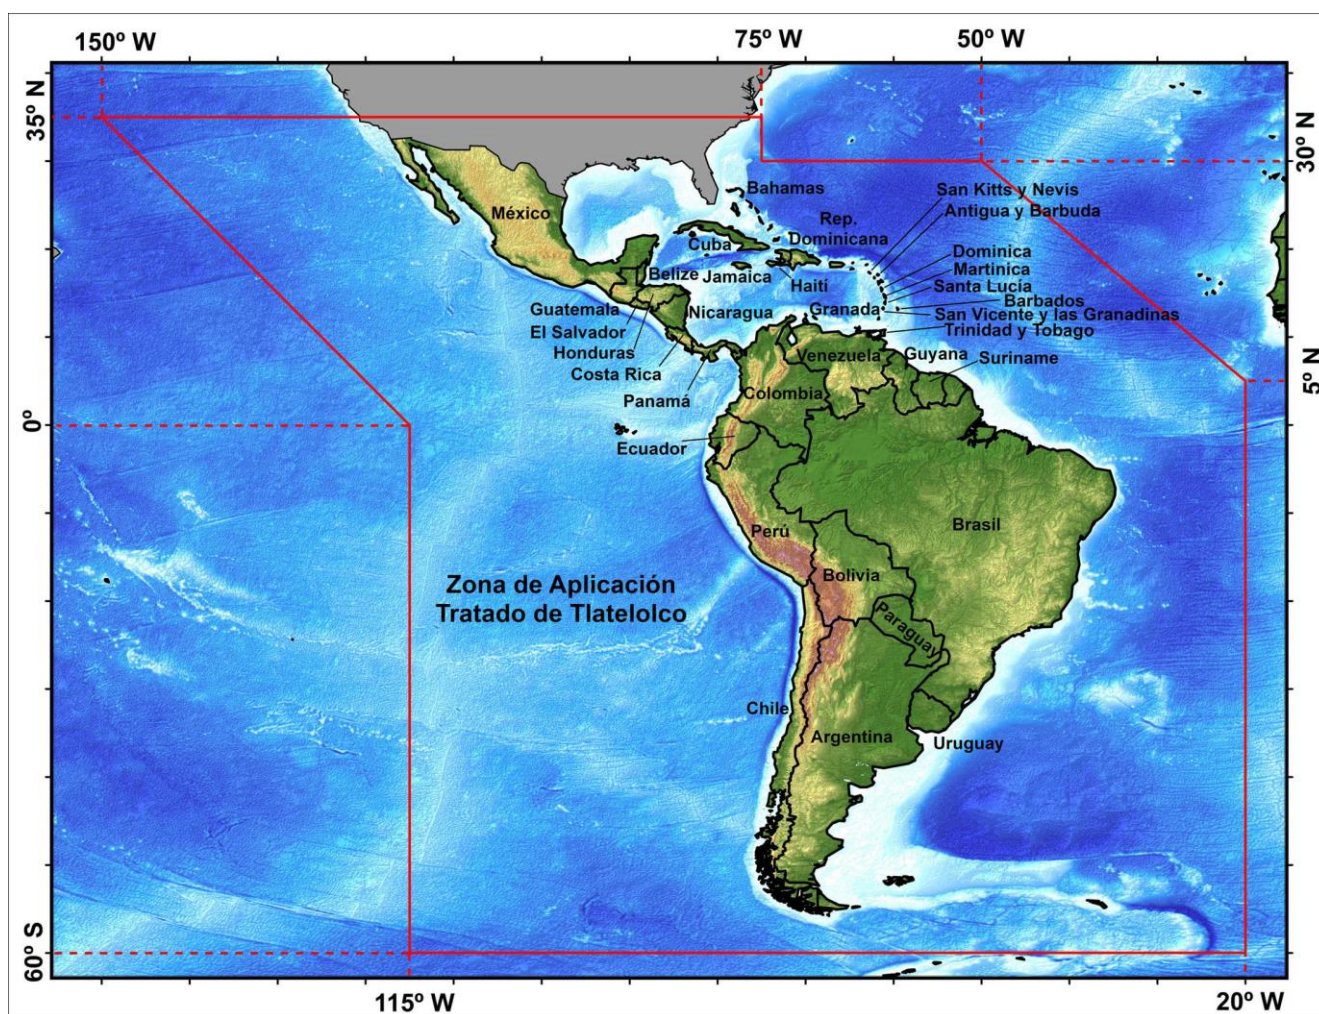 150º W
75º W
50º W
35º N
30º N
San Kitts y Nevis
Bahamas
Antigua y Barbuda
México
Rep.
Dominicana
Cuba
Dominica
Belize
Jamaica
Martinica
Haití
Santa Lucía
Barbados
Guatemala
Nicaragua
Granada
San Vicente y las Granadinas
El Salvador
Trinidad y Tobago
Honduras
Venezuela
Guyana
Suriname
Costa Rica
5º N
Panamá
Colombia
0º
Ecuador
Brasil
Perú
Zona de Aplicación
Tratado de Tlatelolco
Bolivia
Paraguay
Chile
Argentina
Uruguay
60º S
115º W
20º W